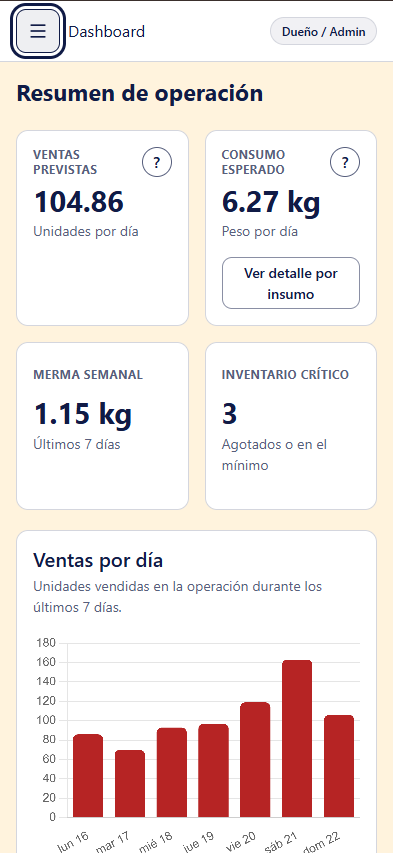 Dashboard
Dueño / Admin
Resumen de operación
VENTAS
PREVISTAS
?
104.86
Unidades por día
CONSUMO
ESPERADO
?
6.27 kg
Peso por día
Ver detalle por
insumo
MERMA SEMANAL
1.15 kg
Últimos 7 días
INVENTARIO CRÍTICO
3
Agotados o en el
mínimo
Ventas por día
Unidades vendidas en la operación durante los
últimos 7 días.
180
160
140
120
100
80
60
40
20
0
lun 16
mar 17
mié 18
jue 19
vie 20
sáb 21
dom 22